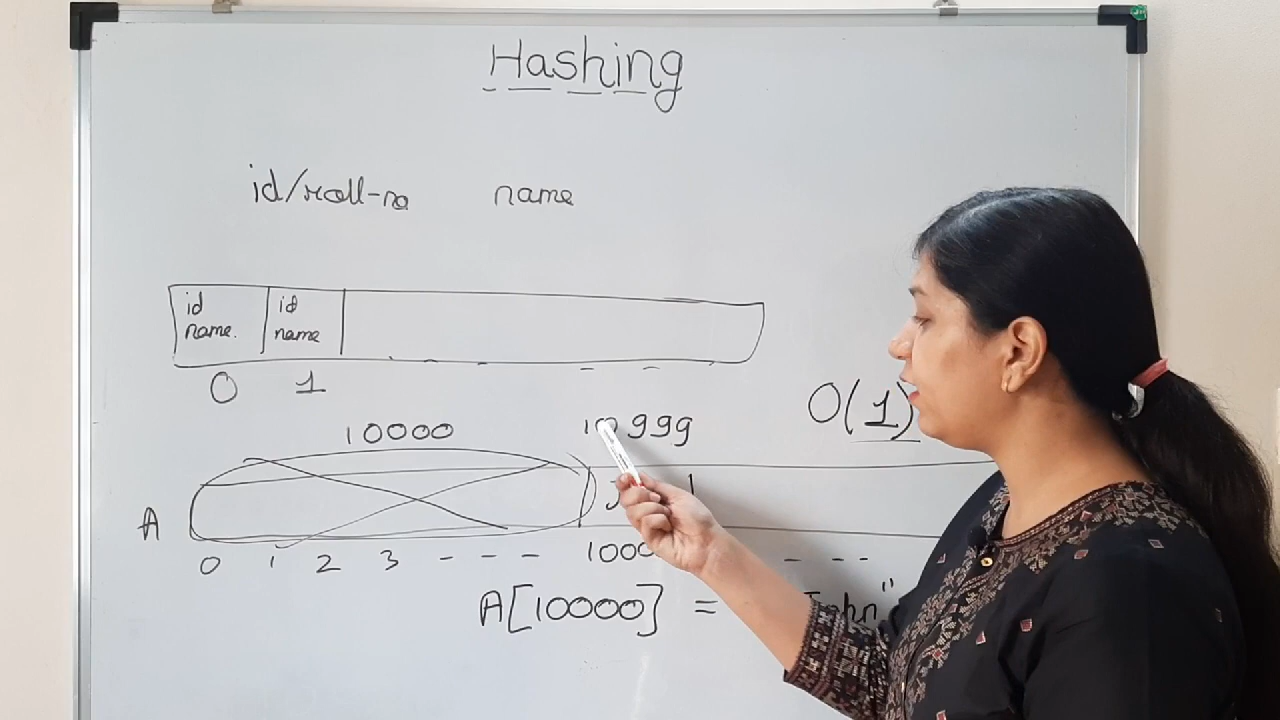 Hashing
id/roll-no name
id id
name. name
0 1
10000 10999 O(1)
A
0 1 2 3 - - - 1000 - - -
A[10000] = John"